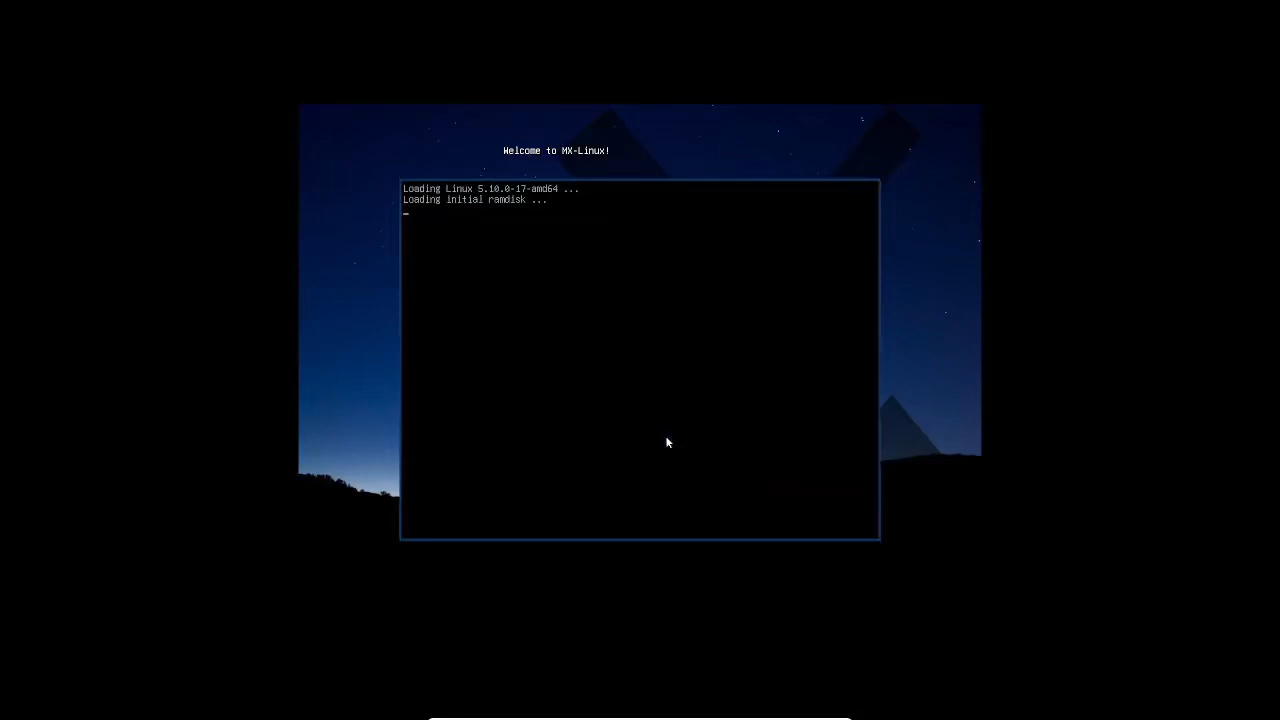 Welcome to MX-Linux!
Loading Linux 5.10.0-17-amd64 ...
Loading initial ramdisk ...